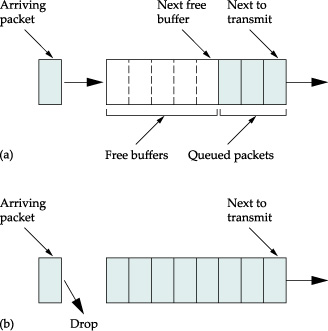 Arriving
packet
Next free
buffer
Next to
transmit
Free buffers
Queued packets
(a)
Arriving
packet
Next to
transmit
Drop
(b)